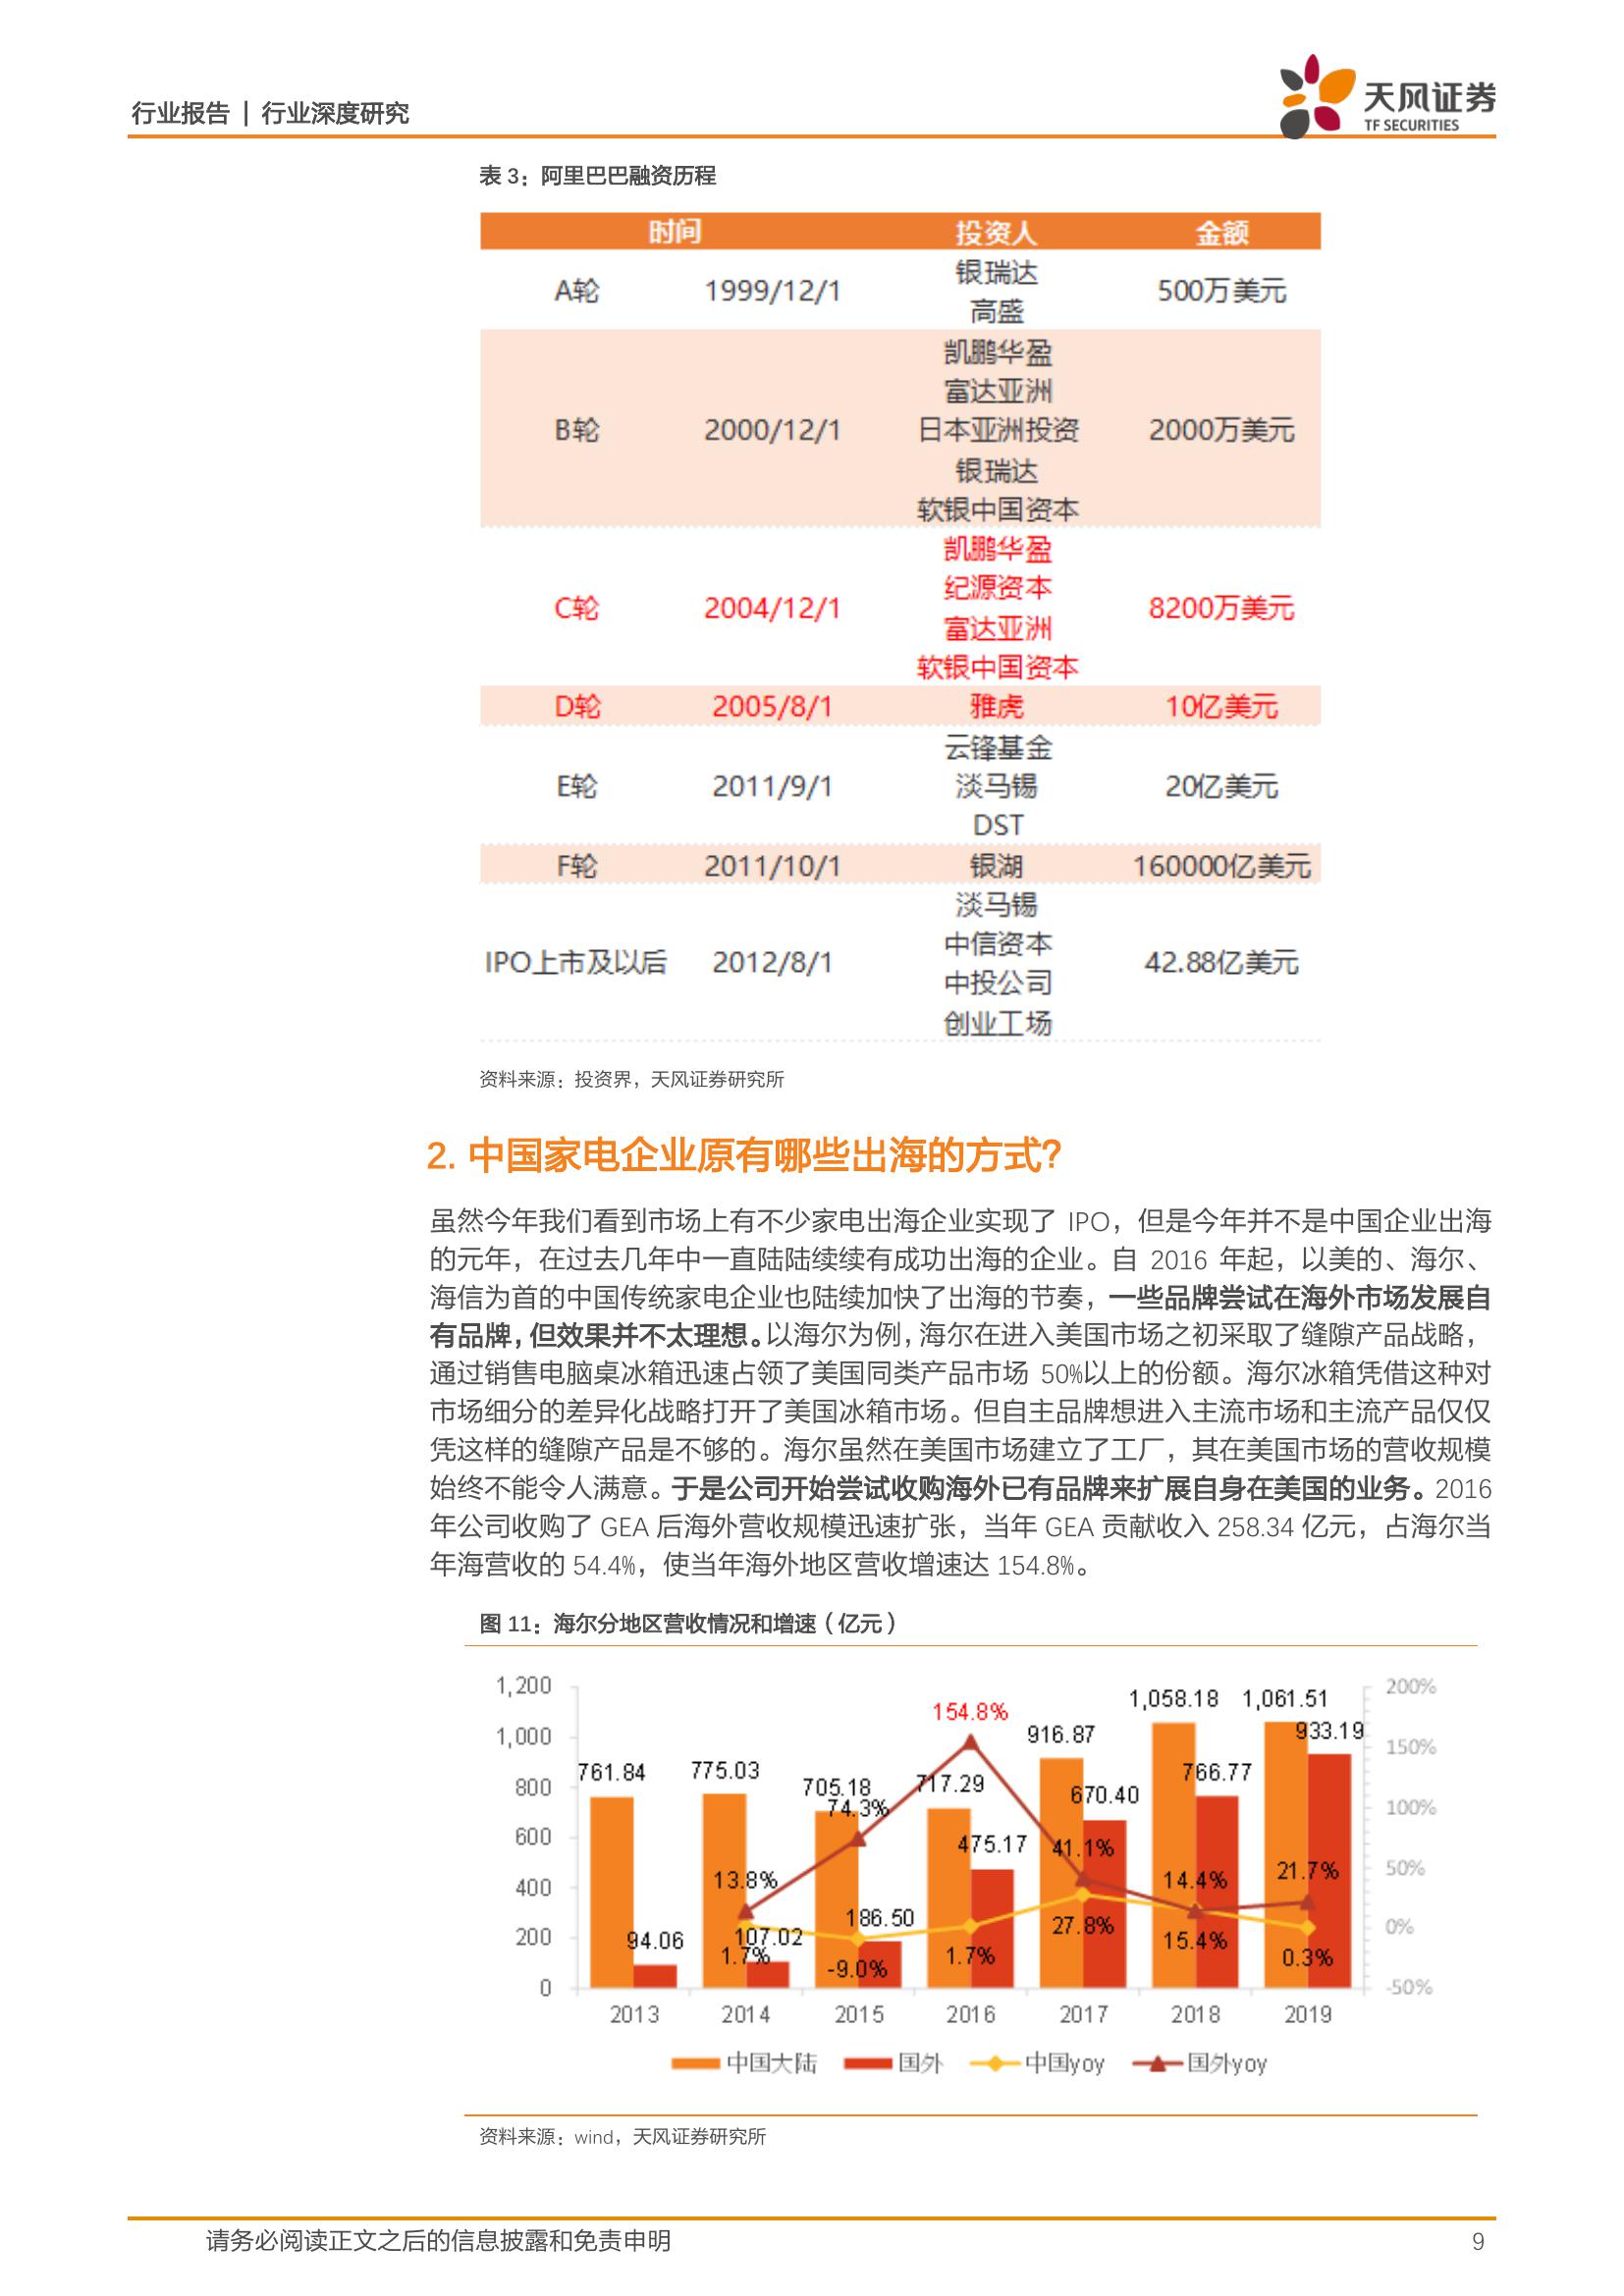 行业报告 | 行业深度研究
天风证券
TF SECURITIES
表 3：阿里巴巴融资历程
时间 投资人 金额
A轮 1999/12/1 银瑞达 500万美元
高盛
凯鹏华盈
富达亚洲
B轮 2000/12/1 日本亚洲投资 2000万美元
银瑞达
软银中国资本
凯鹏华盈
纪源资本
C轮 2004/12/1 8200万美元
富达亚洲
软银中国资本
D轮 2005/8/1 雅虎 10亿美元
云锋基金
E轮 2011/9/1 淡马锡 20亿美元
DST
F轮 2011/10/1 银湖 160000亿美元
淡马锡
中信资本
IPO上市及以后 2012/8/1 42.88亿美元
中投公司
创业工场
资料来源：投资界，天风证券研究所
2. 中国家电企业原有哪些出海的方式？
虽然今年我们看到市场上有不少家电出海企业实现了 IPO，但是今年并不是中国企业出海
的元年，在过去几年中一直陆陆续续有成功出海的企业。自 2016 年起，以美的、海尔、
海信为首的中国传统家电企业也陆续加快了出海的节奏，一些品牌尝试在海外市场发展自
有品牌，但效果并不太理想。以海尔为例，海尔在进入美国市场之初采取了缝隙产品战略，
通过销售电脑桌冰箱迅速占领了美国同类产品市场 50%以上的份额。海尔冰箱凭借这种对
市场细分的差异化战略打开了美国冰箱市场。但自主品牌想进入主流市场和主流产品仅仅
凭这样的缝隙产品是不够的。海尔虽然在美国市场建立了工厂，其在美国市场的营收规模
始终不能令人满意。于是公司开始尝试收购海外已有品牌来扩展自身在美国的业务。2016
年公司收购了 GEA 后海外营收规模迅速扩张，当年 GEA 贡献收入 258.34 亿元，占海尔当
年海营收的 54.4%，使当年海外地区营收增速达 154.8%。
图 11：海尔分地区营收情况和增速（亿元）
1,200 1,000 800 600 400 200 0
761.84 775.03 705.18 717.29 916.87 1,058.18 1,061.51
94.06 107.02 186.50 475.17 670.40 766.77 933.19
13.8% 74.3% 154.8% 41.1% 14.4% 21.7%
1.7% -9.0% 1.7% 27.8% 15.4% 0.3%
200% 150% 100% 50% 0% -50%
2013 2014 2015 2016 2017 2018 2019
中国大陆 国外 中国yoy 国外yoy
资料来源：wind，天风证券研究所
请务必阅读正文之后的信息披露和免责申明 9